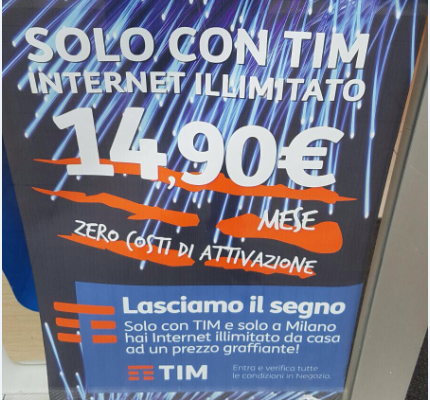 SOLO CON TIM
INTERNET ILLIMITATO
14,90€
MESE
ZERO COSTI DI ATTIVAZIONE
Lasciamo il segno
Solo con TIM e solo a Milano
hai Internet illimitato da casa
ad un prezzo graffiante!
TIM
Entra e verifica tutte
le condizioni in Negozio.